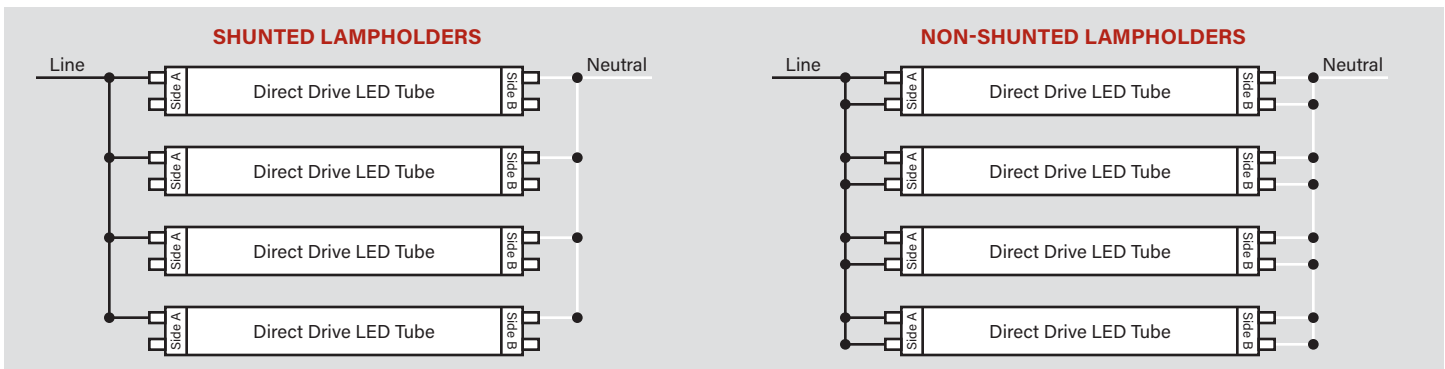 SHUNTED LAMPHOLDERS
Line
Neutral
Side A
Direct Drive LED Tube
Side B
Side A
Direct Drive LED Tube
Side B
Side A
Direct Drive LED Tube
Side B
Side A
Direct Drive LED Tube
Side B
NON-SHUNTED LAMPHOLDERS
Line
Neutral
Side A
Direct Drive LED Tube
Side B
Side A
Direct Drive LED Tube
Side B
Side A
Direct Drive LED Tube
Side B
Side A
Direct Drive LED Tube
Side B